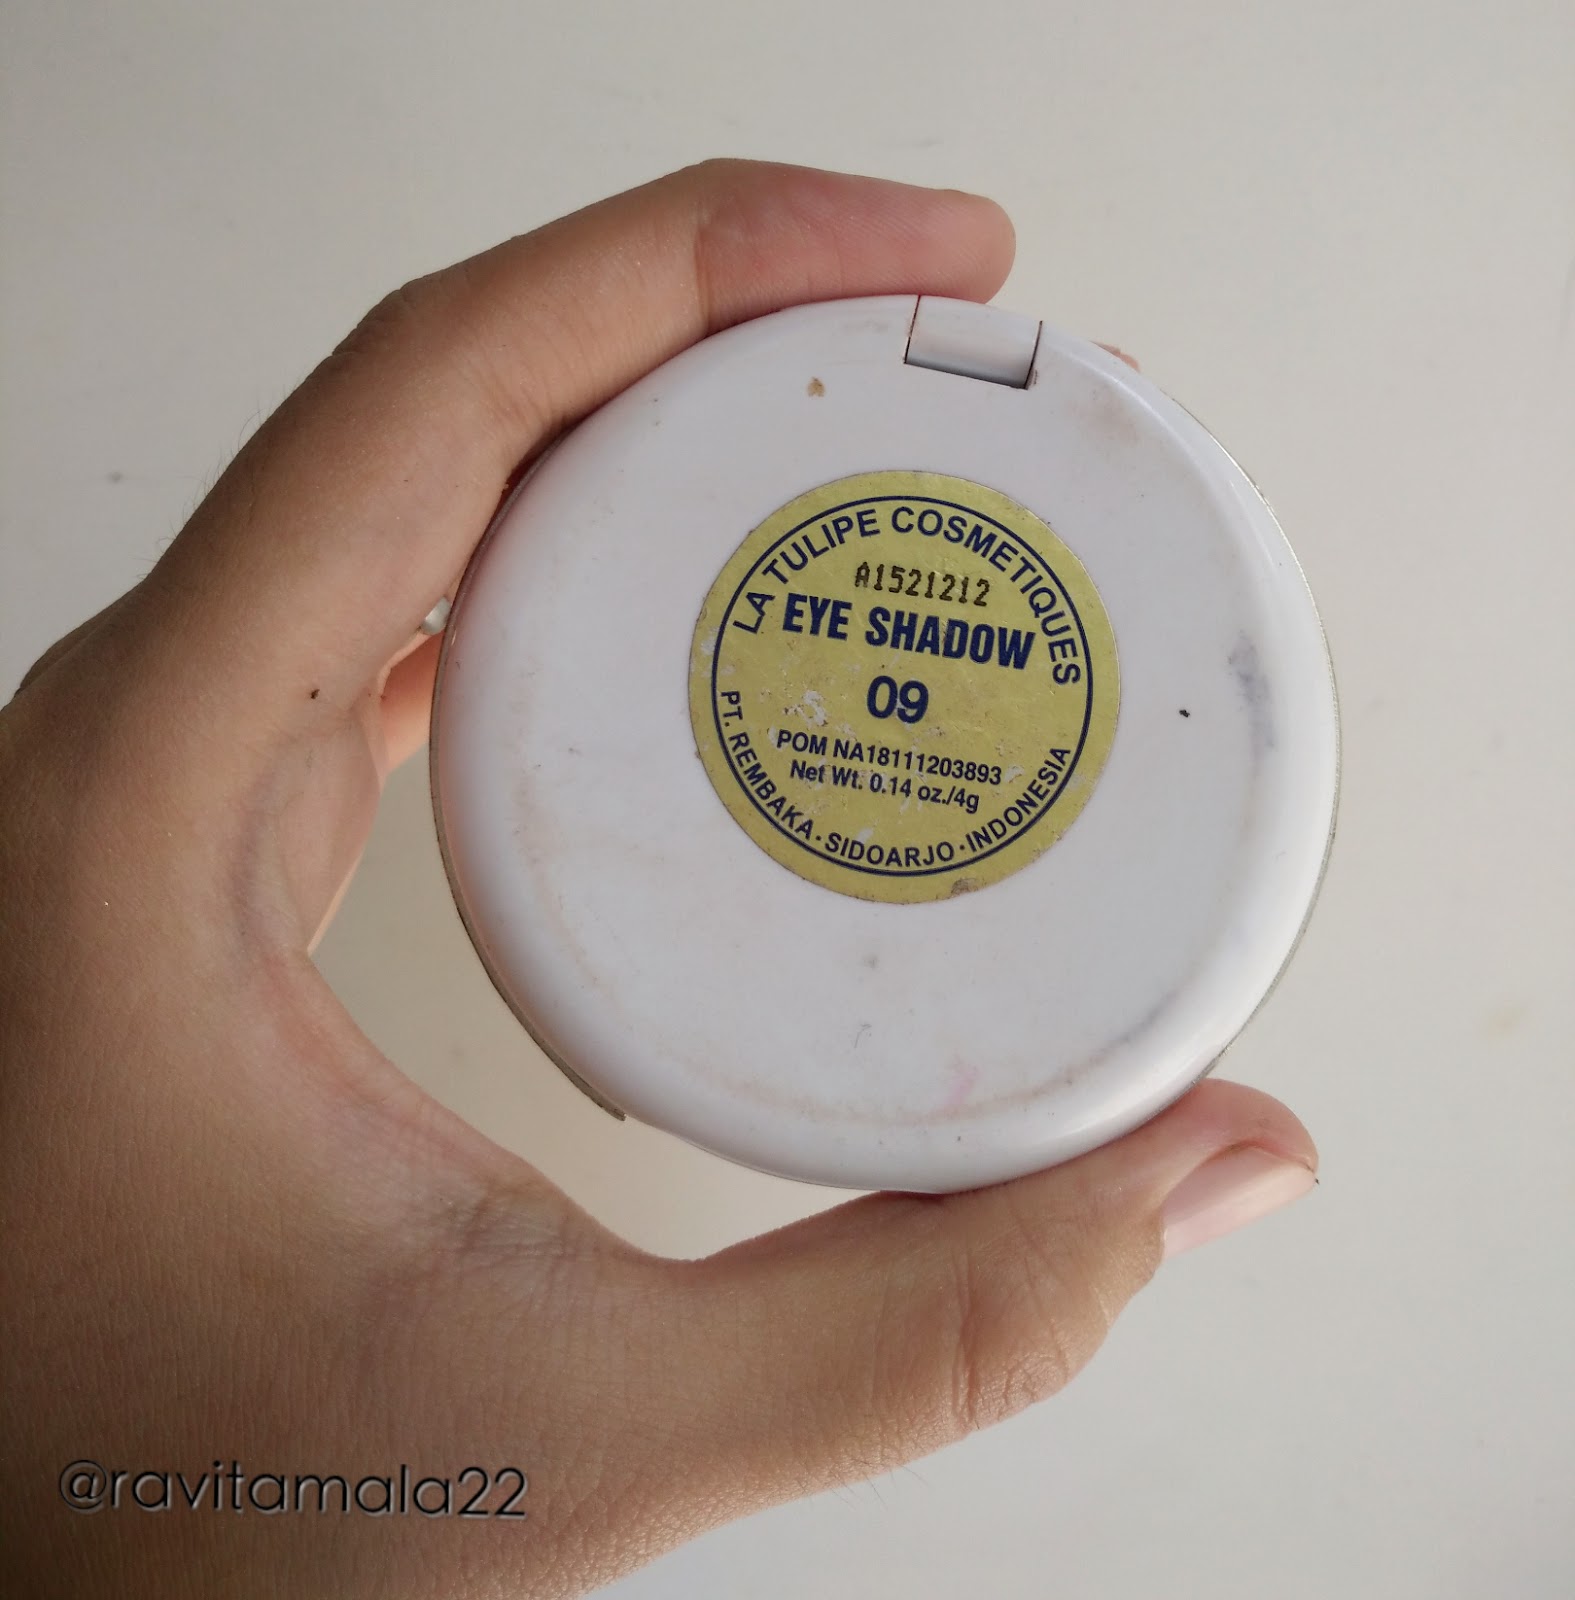 LA TULIPE COSMETIQUES
A1521212
EYE SHADOW
09
POM NA18111203893
Net Wt. 0.14 oz./4g
PT. REMBAKA · SIDOARJO · INDONESIA
@ravitamala22